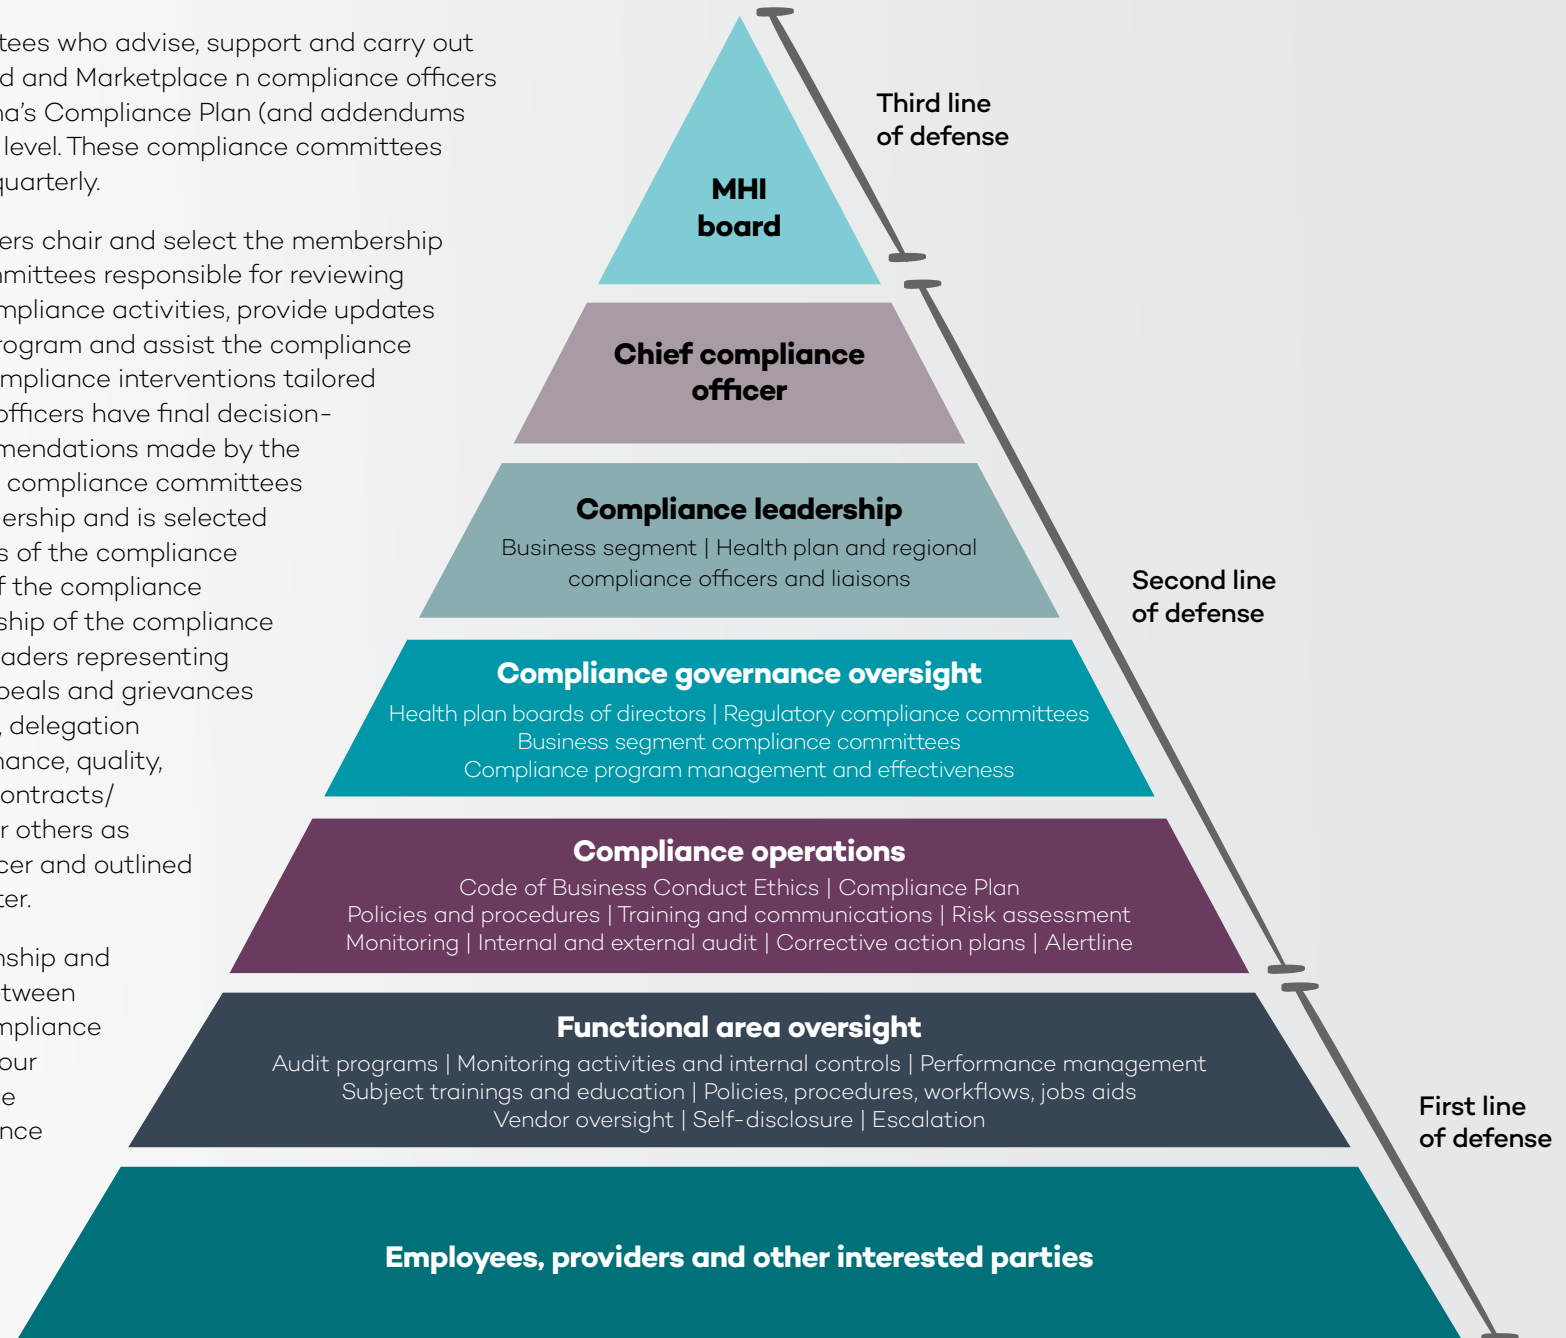 tees who advise, support and carry out
d and Marketplace n compliance officers
na's Compliance Plan (and addendums
level. These compliance committees
quarterly.
ers chair and select the membership
mmittees responsible for reviewing
mpliance activities, provide updates
rogram and assist the compliance
mpliance interventions tailored
officers have final decision-
mendations made by the
compliance committees
ership and is selected
s of the compliance
f the compliance
ship of the compliance
aders representing
peals and grievances
, delegation
nance, quality,
ontracts/
r others as
cer and outlined
ter.
nship and
tween
mpliance
our
e
nce
MHI
board
Chief compliance
officer
Compliance leadership
Business segment | Health plan and regional
compliance officers and liaisons
Compliance governance oversight
Health plan boards of directors | Regulatory compliance committees
Business segment compliance committees
Compliance program management and effectiveness
Compliance operations
Code of Business Conduct Ethics | Compliance Plan
Policies and procedures | Training and communications | Risk assessment
Monitoring | Internal and external audit | Corrective action plans | Alertline
Functional area oversight
Audit programs | Monitoring activities and internal controls | Performance management
Subject trainings and education | Policies, procedures, workflows, jobs aids
Vendor oversight | Self-disclosure | Escalation
Employees, providers and other interested parties
Third line
of defense
Second line
of defense
First line
of defense